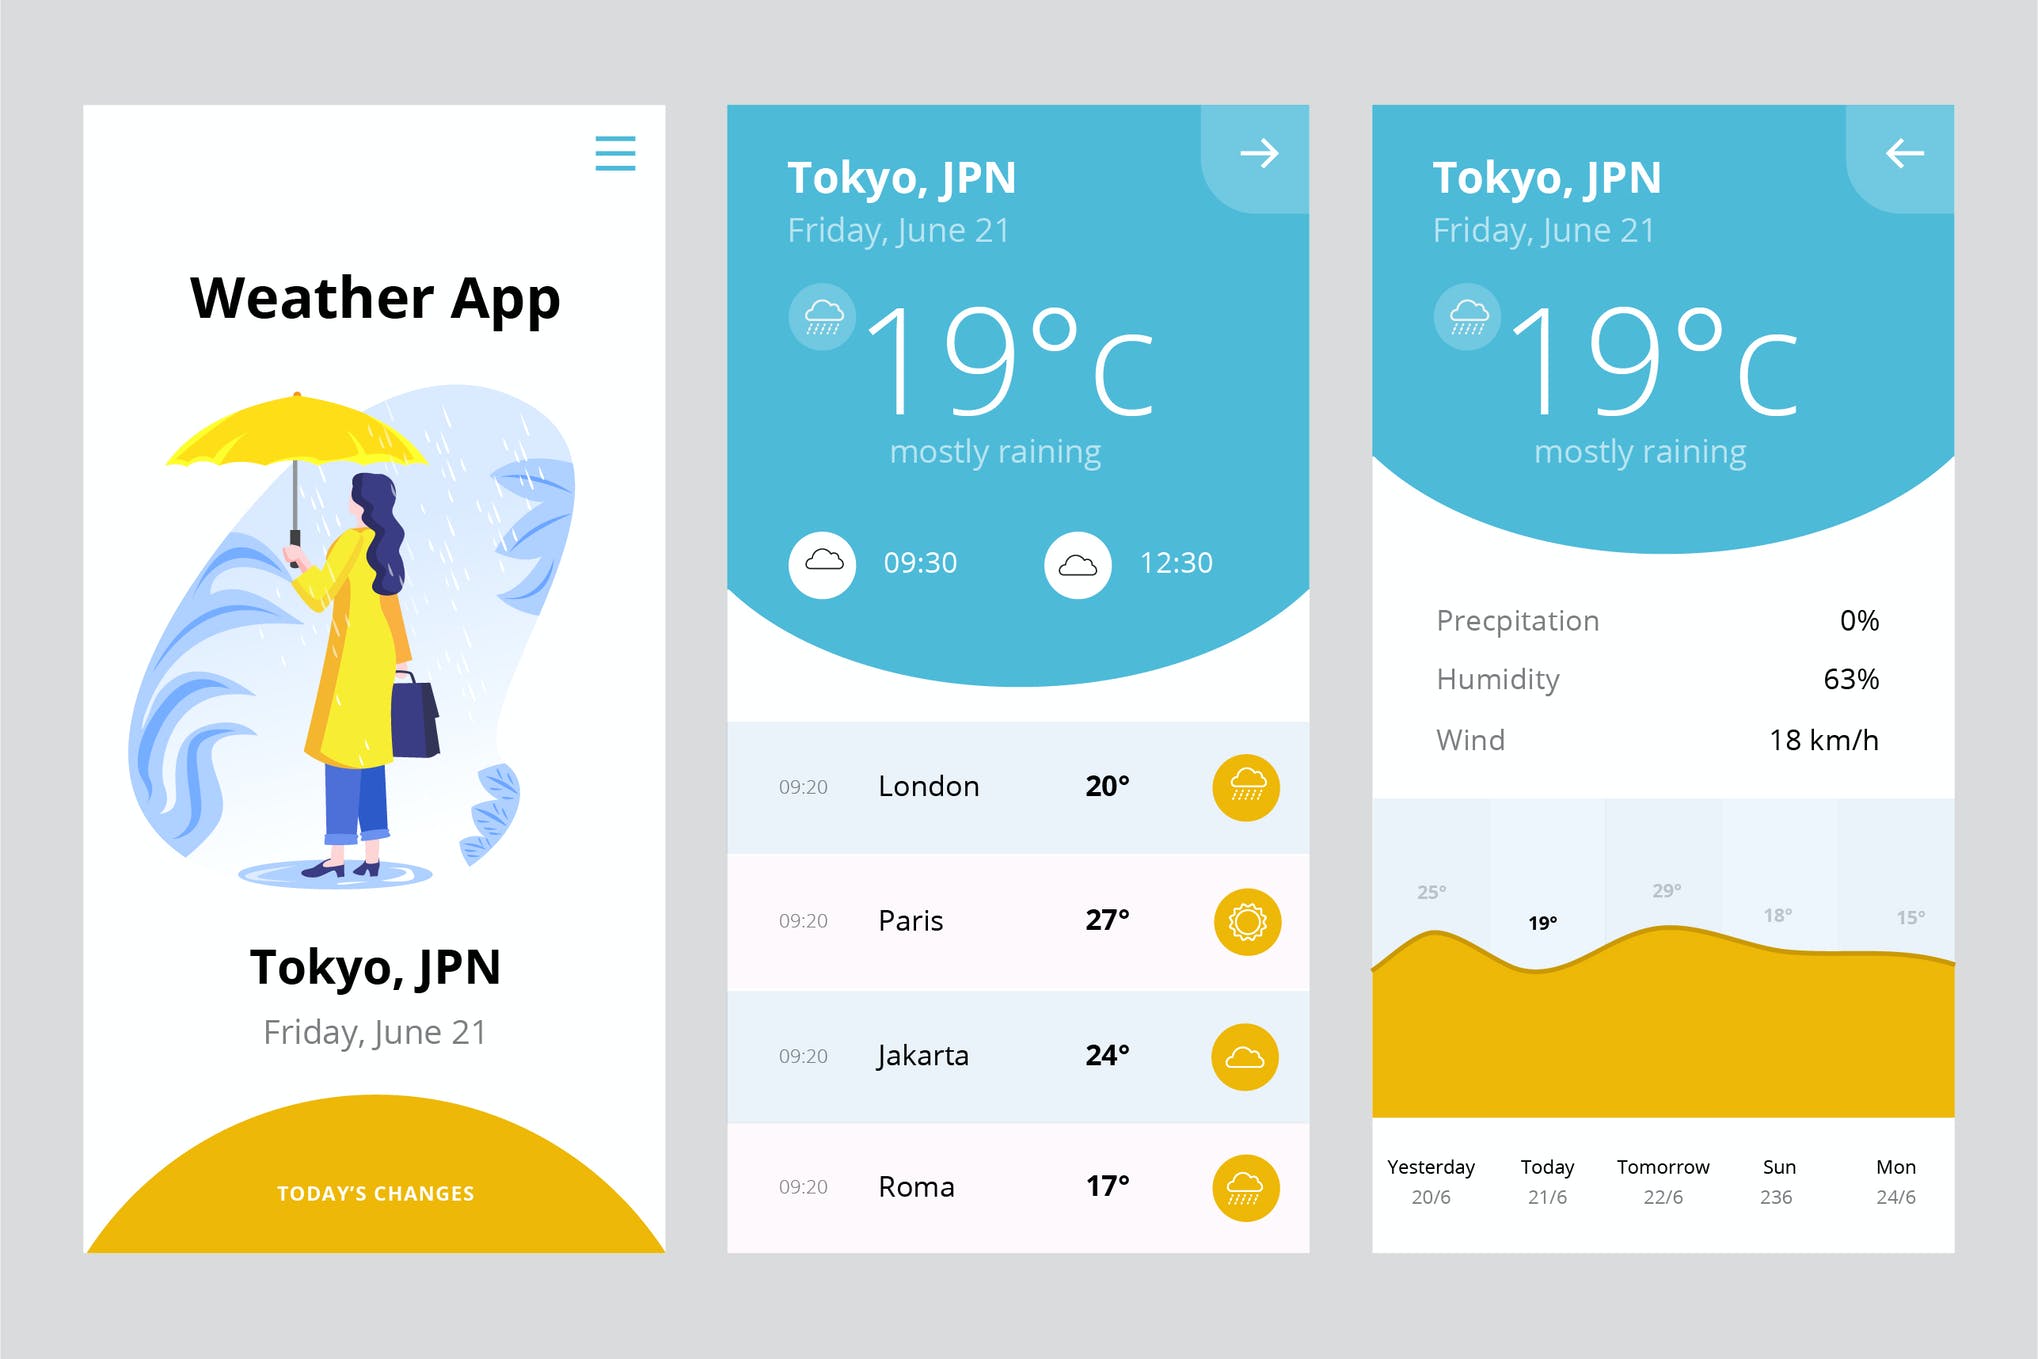 Weather App
Tokyo, JPN
Friday, June 21
TODAY'S CHANGES
Tokyo, JPN
Friday, June 21
19°c
mostly raining
09:30 12:30
09:20 London 20°
09:20 Paris 27°
09:20 Jakarta 24°
09:20 Roma 17°
Tokyo, JPN
Friday, June 21
19°c
mostly raining
Precpitation 0%
Humidity 63%
Wind 18 km/h
25° 19° 29° 18° 15°
Yesterday Today Tomorrow Sun Mon
20/6 21/6 22/6 236 24/6